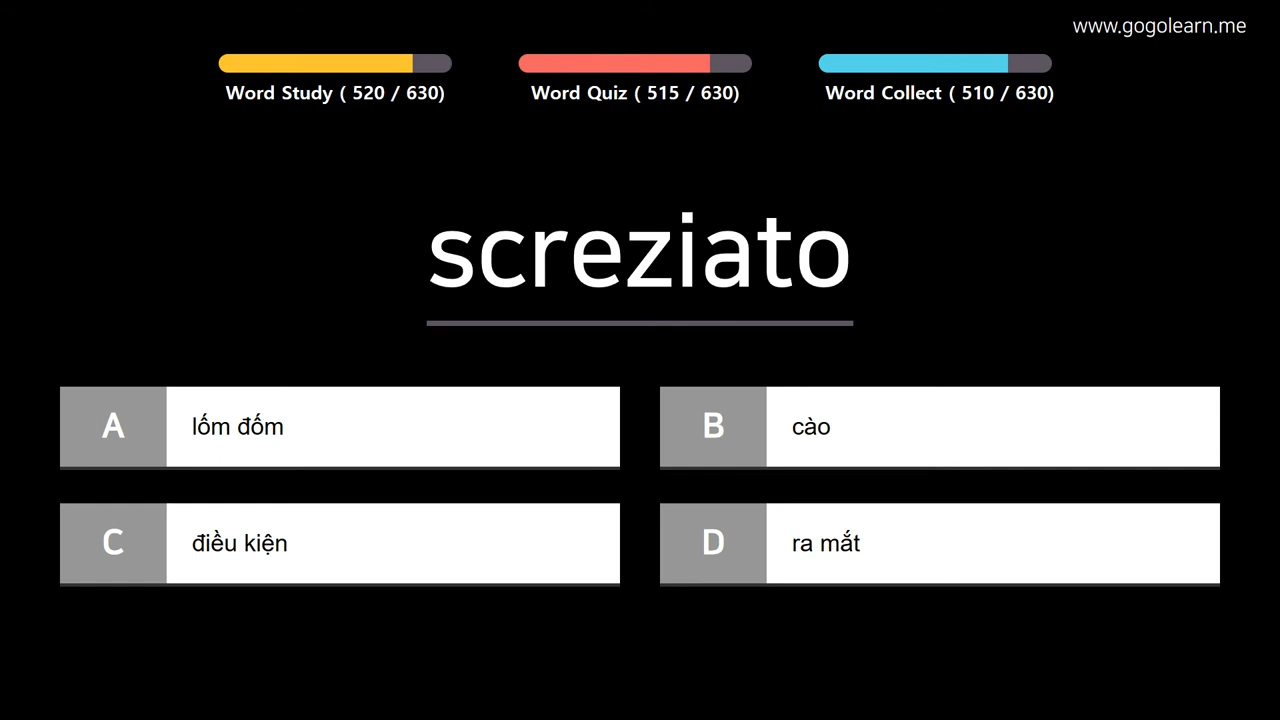 www.gogolearn.me
Word Study ( 520 / 630)
Word Quiz ( 515 / 630)
Word Collect ( 510 / 630)
screziato
A lốm đốm
B cào
C điều kiện
D ra mắt